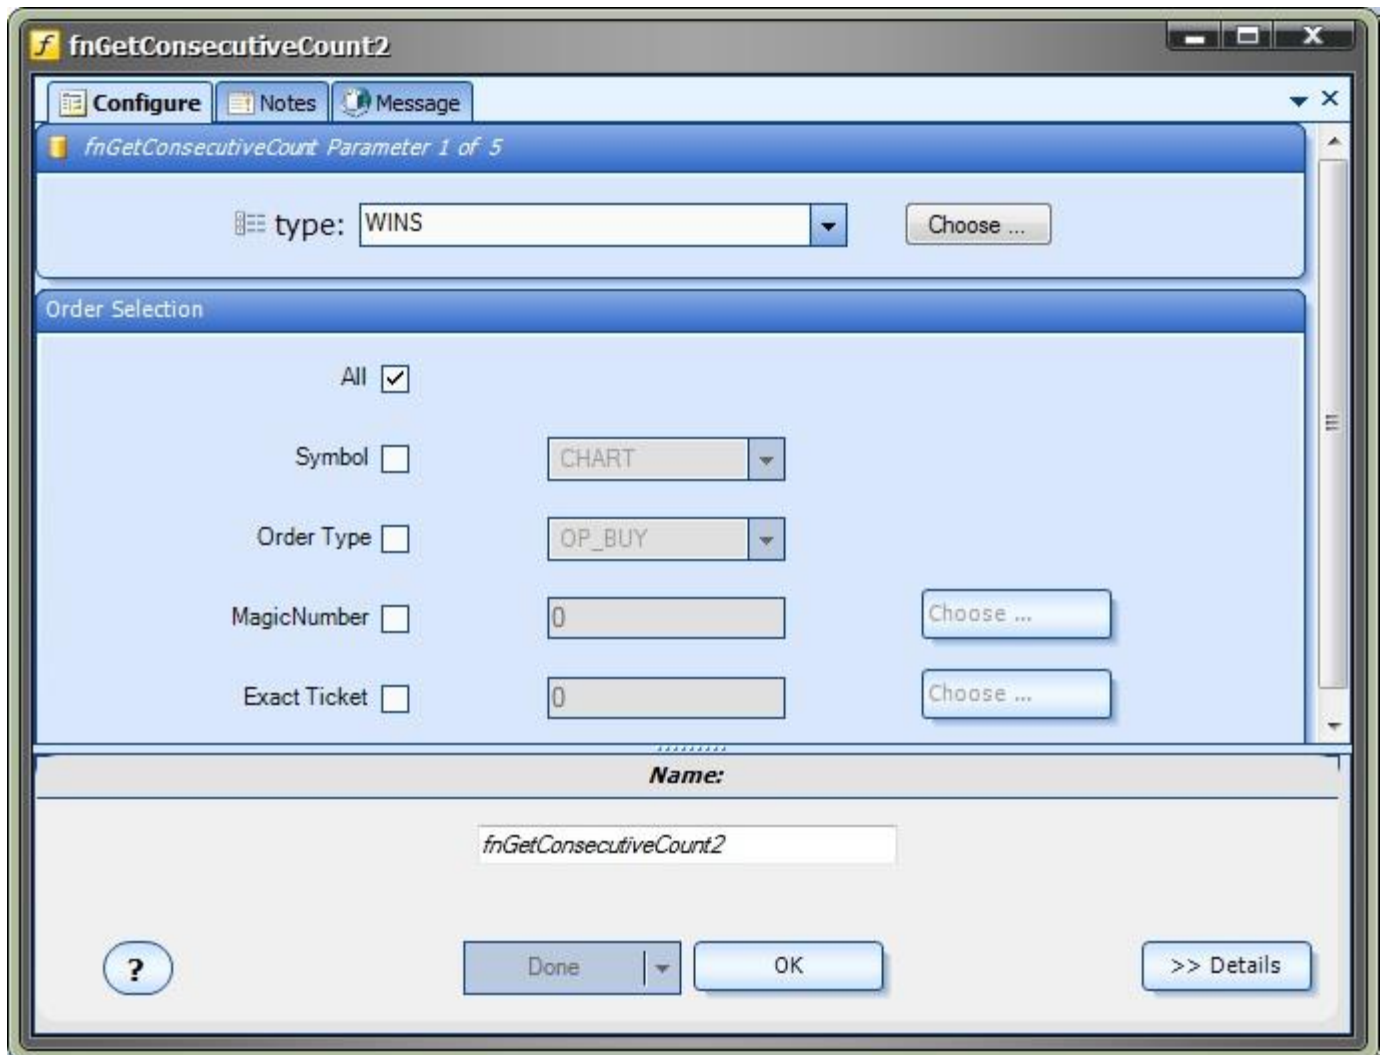 fnGetConsecutiveCount2
Configure Notes Message
fnGetConsecutiveCount Parameter 1 of 5
type: WINS Choose ...
Order Selection
All
Symbol CHART
Order Type OP_BUY
MagicNumber 0 Choose ...
Exact Ticket 0 Choose ...
Name:
fnGetConsecutiveCount2
? Done OK >> Details